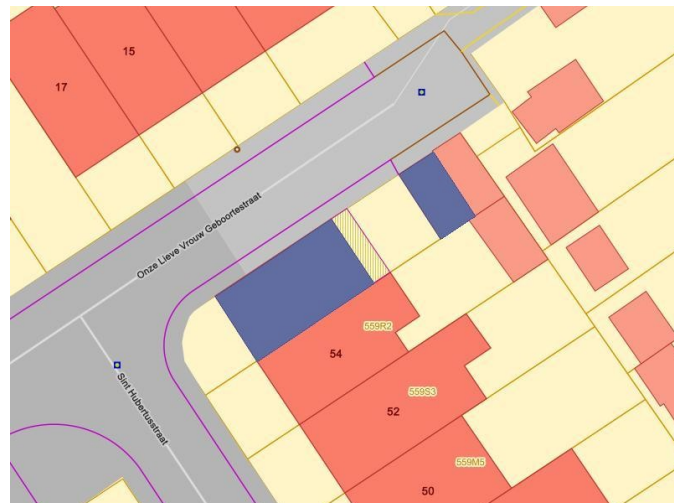 15
17
Onze Lieve Vrouw Geboortestraat
559R2
54
Sint Hubertusstraat
559S3
52
559M5
50